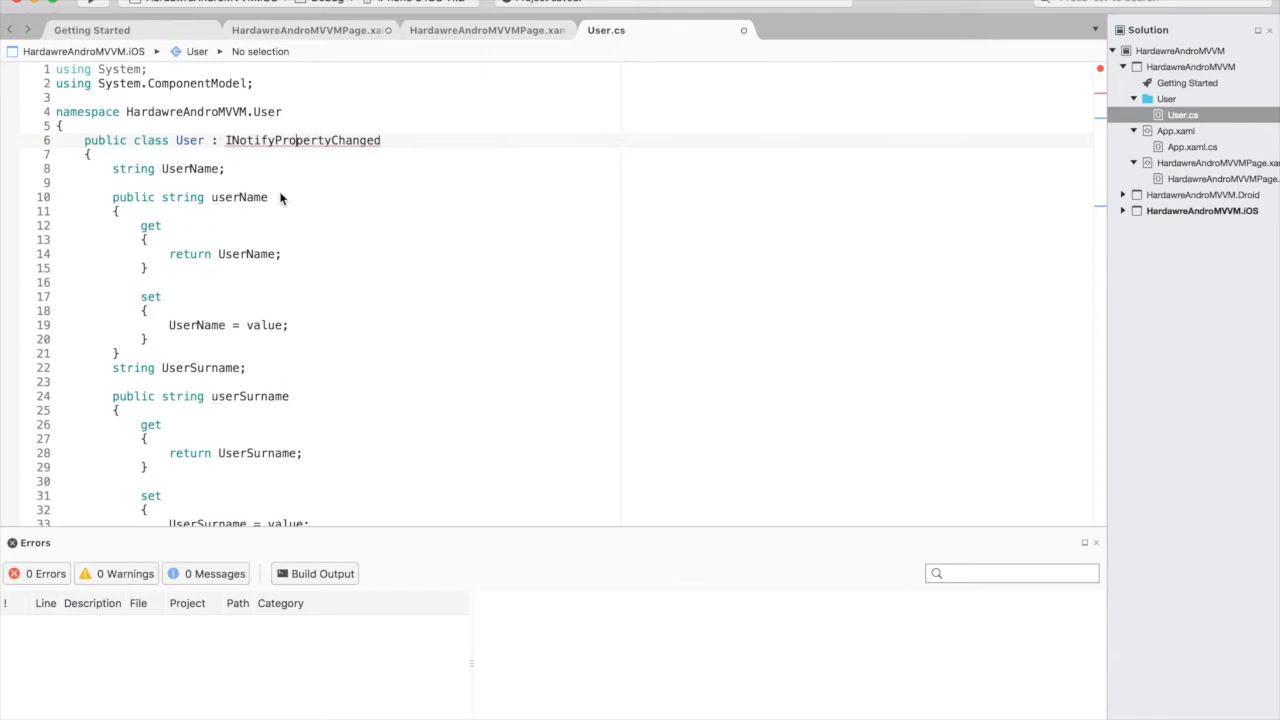 Getting Started
HardawreAndroMVVMPage.xa
HardawreAndroMVVMPage.xan
User.cs
HardawreAndroMVVM.iOS
User
No selection
1 using System;
2 using System.ComponentModel;
3
4 namespace HardawreAndroMVVM.User
5 {
6 public class User : INotifyPropertyChanged
7 {
8 string UserName;
9
10 public string userName
11 {
12 get
13 {
14 return UserName;
15 }
16
17 set
18 {
19 UserName = value;
20 }
21 }
22 string UserSurname;
23
24 public string userSurname
25 {
26 get
27 {
28 return UserSurname;
29 }
30
31 set
32 {
33 UserSurname = value;
Solution
HardawreAndroMVVM
HardawreAndroMVVM
Getting Started
User
User.cs
App.xaml
App.xaml.cs
HardawreAndroMVVMPage.xan
HardawreAndroMVVMPage.
HardawreAndroMVVM.Droid
HardawreAndroMVVM.iOS
Errors
0 Errors
0 Warnings
0 Messages
Build Output
! Line Description File Project Path Category